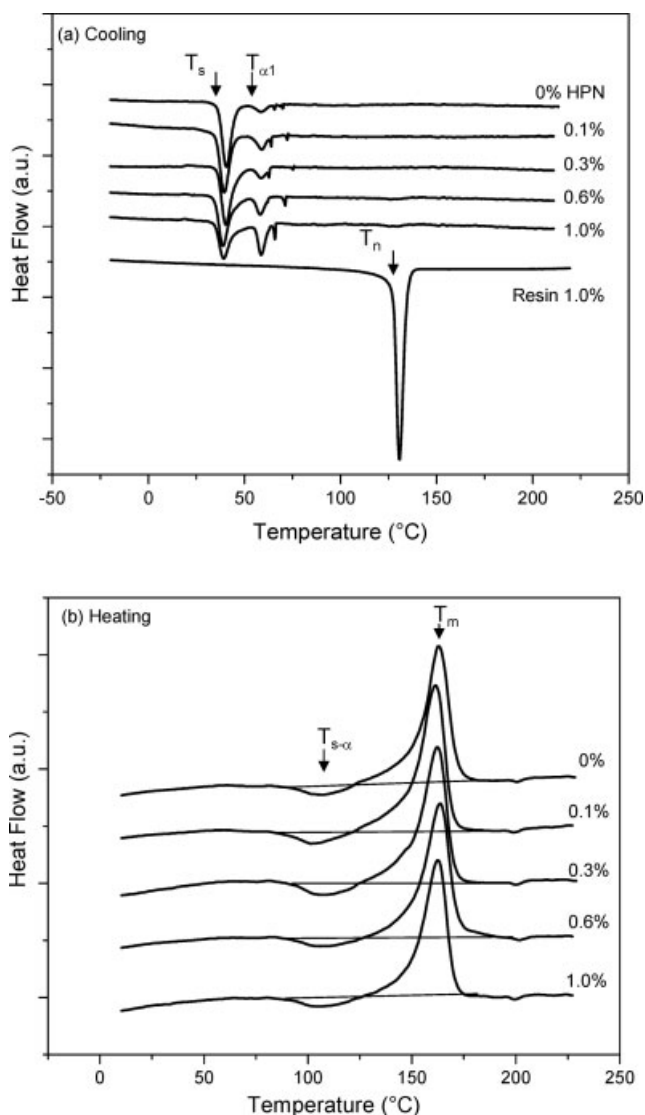 (a) Cooling
Tₛ
T_α1
0% HPN
0.1%
0.3%
0.6%
1.0%
Tₙ
Resin 1.0%
Heat Flow (a.u.)
-50 0 50 100 150 200 250
Temperature (°C)
(b) Heating
Tₘ
T_s-α
0%
0.1%
0.3%
0.6%
1.0%
Heat Flow (a.u.)
0 50 100 150 200 250
Temperature (°C)